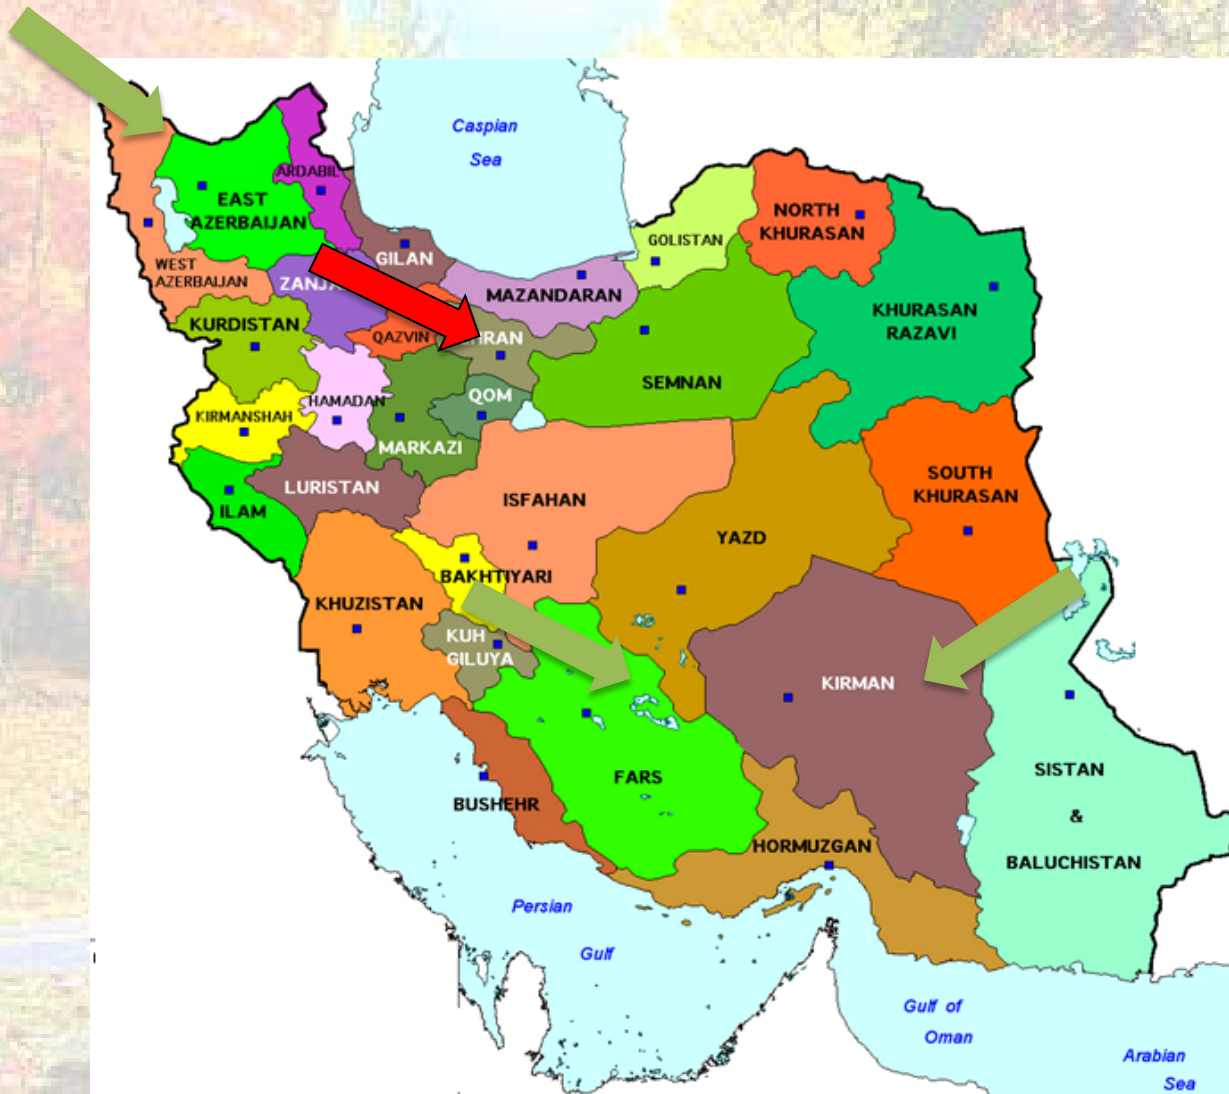 Caspian
Sea
ARDABIL
EAST
AZERBAIJAN
NORTH
KHURASAN
GOLISTAN
GILAN
WEST
AZERBAIJAN
MAZANDARAN
KHURASAN
RAZAVI
KURDISTAN
QAZVIN
SEMNAN
QOM
HAMADAN
KIRMANSHAH
MARKAZI
LURISTAN
ISFAHAN
SOUTH
KHURASAN
ILAM
YAZD
BAKHTIYARI
KHUZISTAN
KUH
GILUYA
KIRMAN
SISTAN
&
BALUCHISTAN
FARS
BUSHEHR
HORMUZGAN
Persian
Gulf
Gulf of
Oman
Arabian
Sea